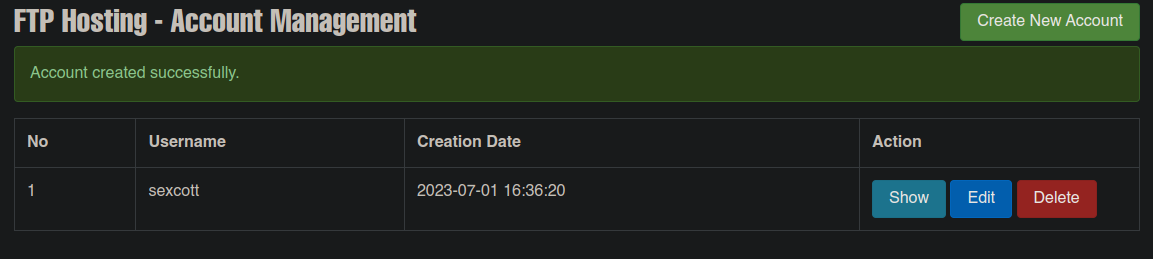 FTP Hosting - Account Management
Create New Account
Account created successfully.
No Username Creation Date Action
1 sexcott 2023-07-01 16:36:20 Show Edit Delete